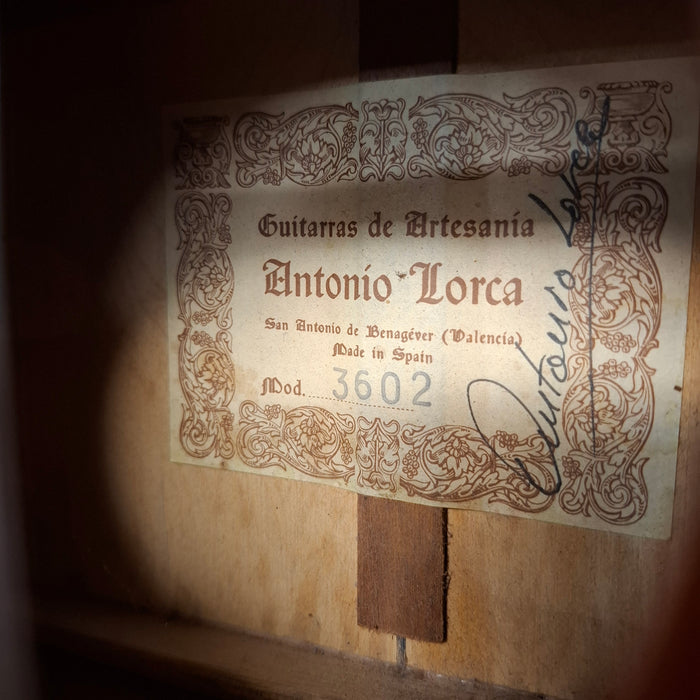 Guitarras de Artesanía
Antonio Lorca
San Antonio de Benagéver (Valencia)
Made in Spain
Mod. 3602
Antonio Lorca